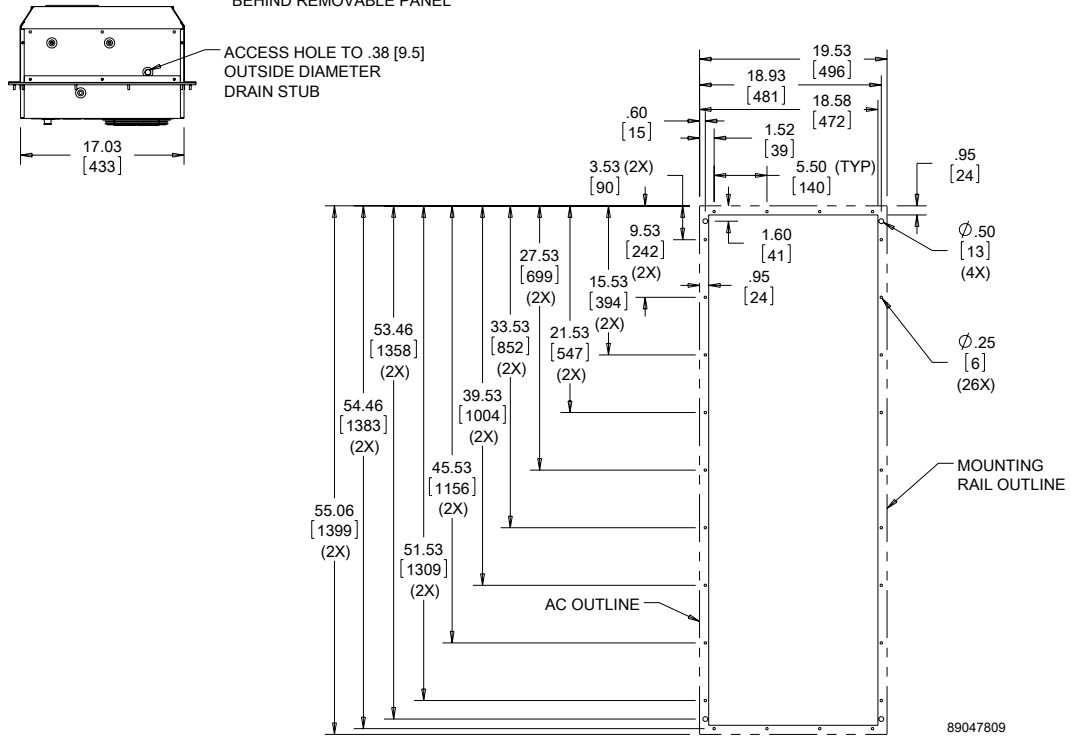 BEHIND REMOVABLE PANEL
ACCESS HOLE TO .38 [9.5]
OUTSIDE DIAMETER
DRAIN STUB
17.03
[433]
19.53
[496]
18.93
[481]
18.58
[472]
.60
[15]
1.52
[39]
3.53 (2X)
[90]
5.50 (TYP)
[140]
.95
[24]
9.53
[242]
(2X)
1.60
[41]
Ø.50
[13]
(4X)
27.53
[699]
(2X)
15.53
[394]
(2X)
.95
[24]
53.46
[1358]
(2X)
33.53
[852]
(2X)
21.53
[547]
(2X)
Ø.25
[6]
(26X)
54.46
[1383]
(2X)
39.53
[1004]
(2X)
45.53
[1156]
(2X)
MOUNTING
RAIL OUTLINE
55.06
[1399]
(2X)
51.53
[1309]
(2X)
AC OUTLINE
89047809